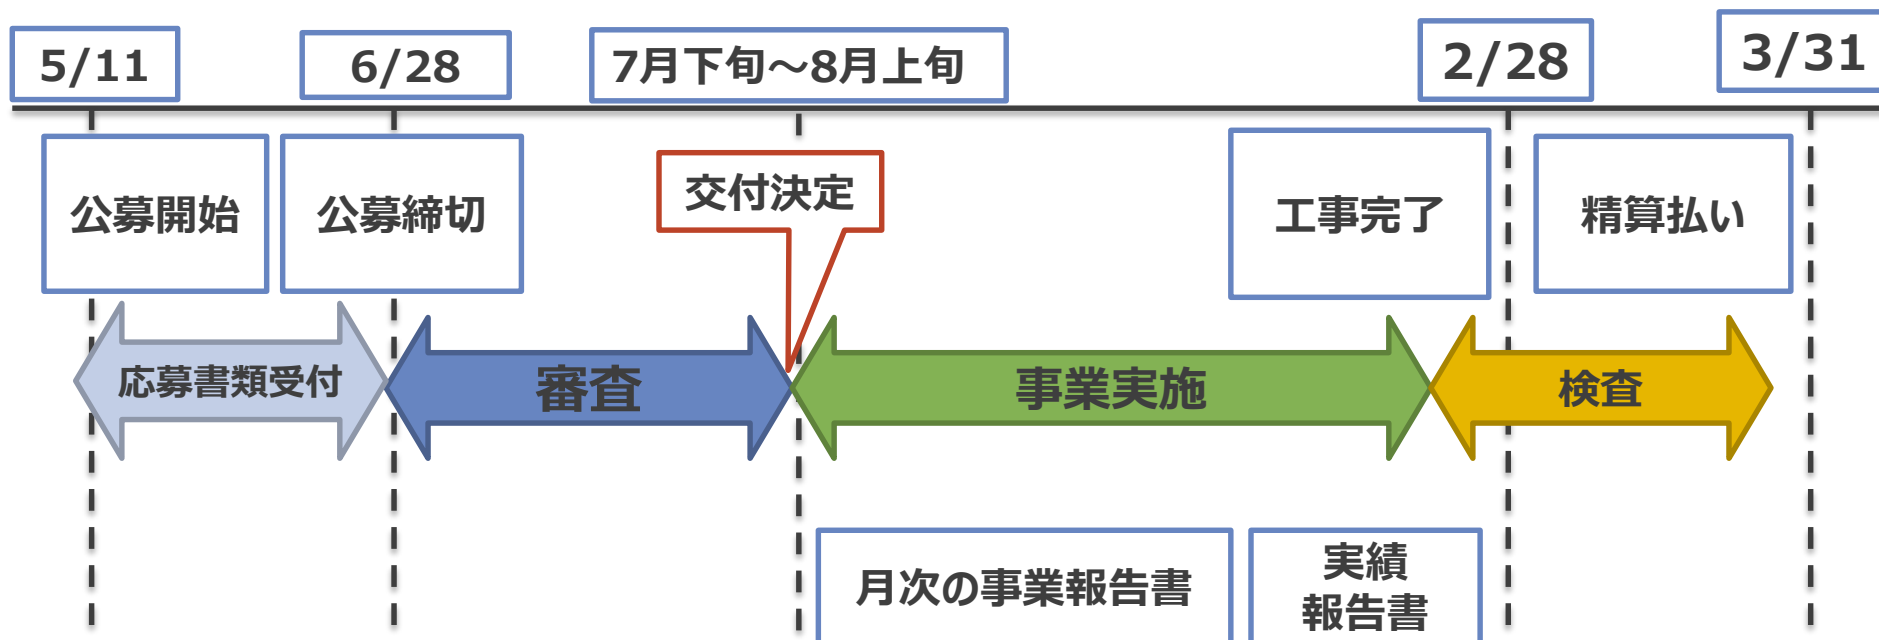 5/11
6/28
7月下旬～8月上旬
2/28
3/31
公募開始
公募締切
交付決定
工事完了
精算払い
応募書類受付
審査
事業実施
検査
月次の事業報告書
実績
報告書